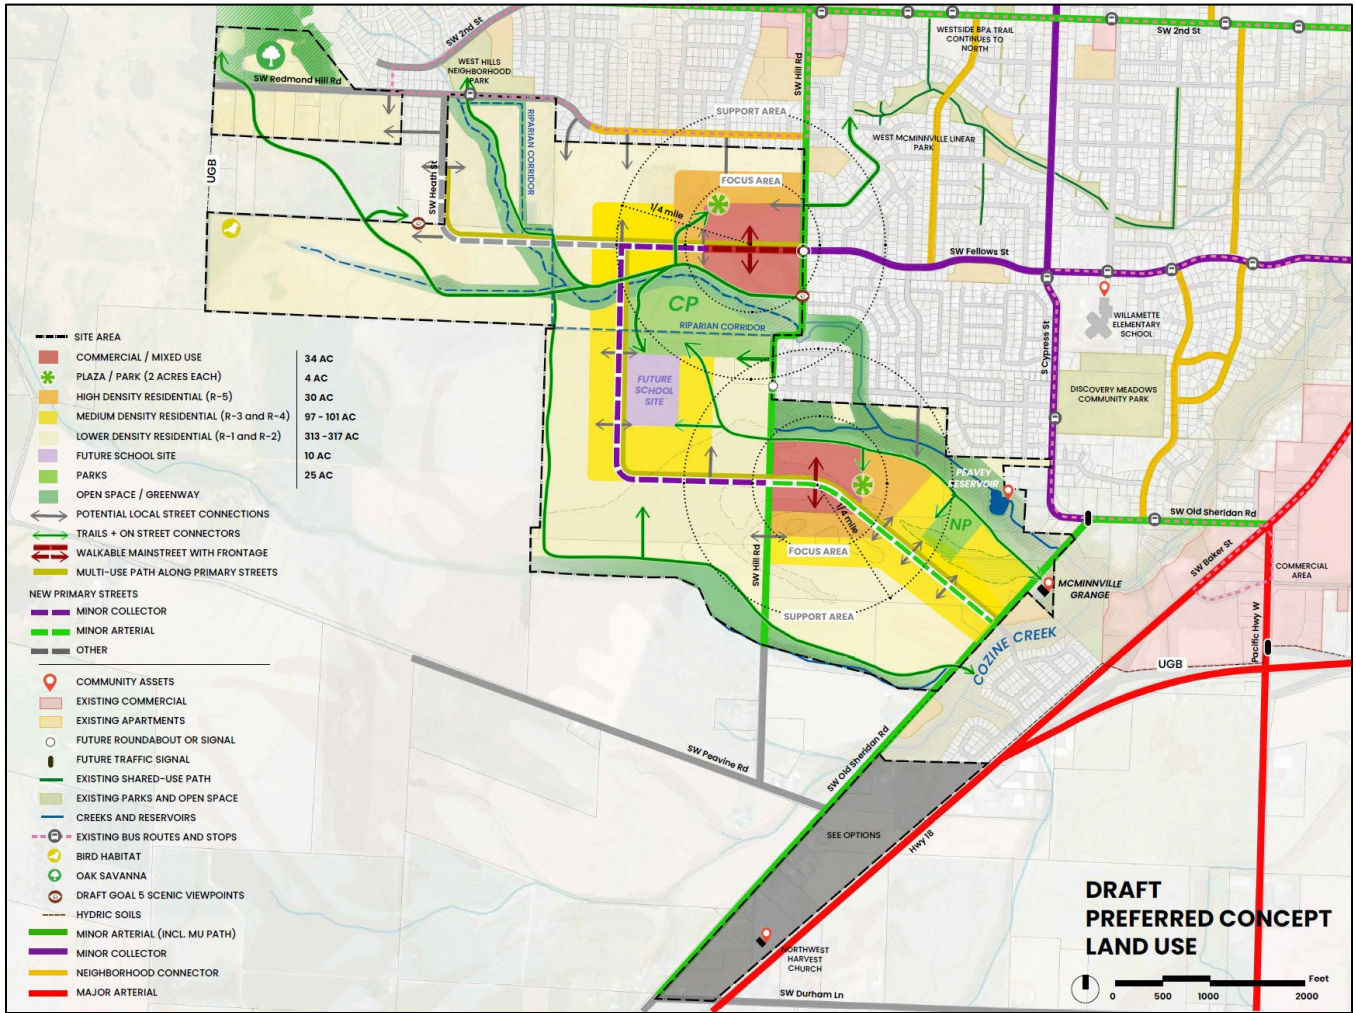 SW 2nd St
SW 2nd St
WESTSIDE BPA TRAIL
CONTINUES TO
NORTH
WEST HILLS
NEIGHBORHOOD
PARK
SW Hill Rd
SW Redmond Hill Rd
SUPPORT AREA
RIPARIAN CORRIDOR
WEST MCMINNVILLE LINEAR
PARK
UGB
SW Heath St
FOCUS AREA
1/4 mile
SW Fellows St
CP
RIPARIAN CORRIDOR
WILLAMETTE
ELEMENTARY
SCHOOL
S Cypress St
FUTURE
SCHOOL
SITE
DISCOVERY MEADOWS
COMMUNITY PARK
PEAVEY
RESERVOIR
1/4 mile
NP
SW Old Sheridan Rd
SW Baker St
FOCUS AREA
SW Hill Rd
COMMERCIAL
AREA
MCMINNVILLE
GRANGE
SUPPORT AREA
COZINE CREEK
Pacific Hwy W
UGB
SW Peavine Rd
SW Old Sheridan Rd
SEE OPTIONS
Hwy 18
NORTHWEST
HARVEST
CHURCH
SW Durham Ln
SITE AREA
COMMERCIAL / MIXED USE 34 AC
PLAZA / PARK (2 ACRES EACH) 4 AC
HIGH DENSITY RESIDENTIAL (R-5) 30 AC
MEDIUM DENSITY RESIDENTIAL (R-3 and R-4) 97 - 101 AC
LOWER DENSITY RESIDENTIAL (R-1 and R-2) 313 -317 AC
FUTURE SCHOOL SITE 10 AC
PARKS 25 AC
OPEN SPACE / GREENWAY
POTENTIAL LOCAL STREET CONNECTIONS
TRAILS + ON STREET CONNECTORS
WALKABLE MAINSTREET WITH FRONTAGE
MULTI-USE PATH ALONG PRIMARY STREETS
NEW PRIMARY STREETS
MINOR COLLECTOR
MINOR ARTERIAL
OTHER
COMMUNITY ASSETS
EXISTING COMMERCIAL
EXISTING APARTMENTS
FUTURE ROUNDABOUT OR SIGNAL
FUTURE TRAFFIC SIGNAL
EXISTING SHARED-USE PATH
EXISTING PARKS AND OPEN SPACE
CREEKS AND RESERVOIRS
EXISTING BUS ROUTES AND STOPS
BIRD HABITAT
OAK SAVANNA
DRAFT GOAL 5 SCENIC VIEWPOINTS
HYDRIC SOILS
MINOR ARTERIAL (INCL. MU PATH)
MINOR COLLECTOR
NEIGHBORHOOD CONNECTOR
MAJOR ARTERIAL
DRAFT
PREFERRED CONCEPT
LAND USE
Feet
0 500 1000 2000